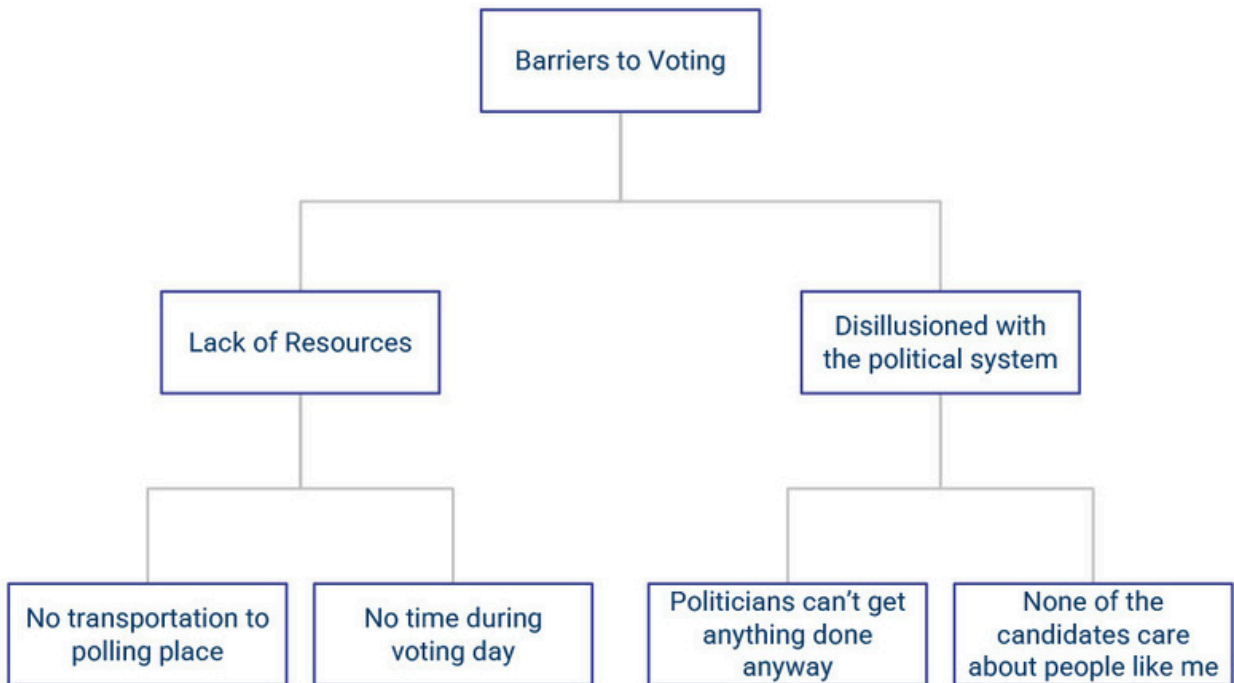 Barriers to Voting
Lack of Resources
Disillusioned with
the political system
No transportation to
polling place
No time during
voting day
Politicians can’t get
anything done
anyway
None of the
candidates care
about people like me